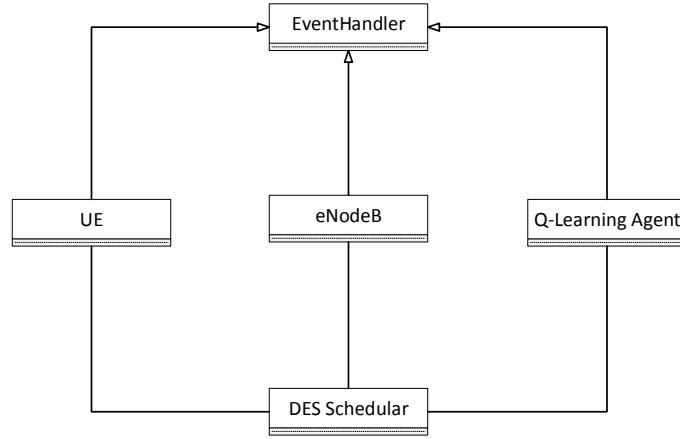 EventHandler
UE
eNodeB
Q-Learning Agent
DES Schedular